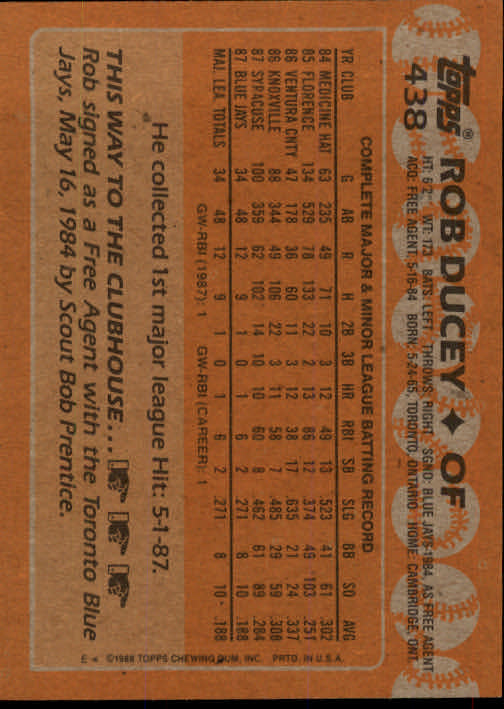 topps®
438
ROB DUCEY ♦ OF
HT: 6'2" WT: 173 BATS: LEFT THROWS: RIGHT SGND: BLUE JAYS-1984, AS FREE AGENT
ACQ: FREE AGENT, 5-16-84 BORN: 5-24-65, TORONTO, ONTARIO HOME: CAMBRIDGE, ONT.
COMPLETE MAJOR & MINOR LEAGUE BATTING RECORD
YR CLUB G AB R H 2B 3B HR RBI SB SLG BB SO AVG
84 MEDICINE HAT 63 235 49 71 10 3 12 49 13 .523 41 61 .302
85 FLORENCE 134 529 78 133 22 2 13 86 12 .374 49 103 .251
86 VENTURA CNTY 47 178 36 60 11 3 12 38 17 .635 21 24 .337
86 KNOXVILLE 88 344 49 106 22 3 11 58 7 .485 29 59 .308
87 SYRACUSE 100 359 62 102 14 10 10 60 8 .462 61 89 .284
87 BLUE JAYS 34 48 12 9 1 0 1 6 2 .271 8 10 .188
MAJ. LEA. TOTALS 34 48 12 9 1 0 1 6 2 .271 8 10 .188
GW-RBI (1987): 1 GW-RBI (CAREER): 1
He collected 1st major league Hit: 5-1-87.
THIS WAY TO THE CLUBHOUSE...
Rob signed as a Free Agent with the Toronto Blue
Jays, May 16, 1984 by Scout Bob Prentice.
E * ©1988 TOPPS CHEWING GUM, INC. PRTD. IN U.S.A.